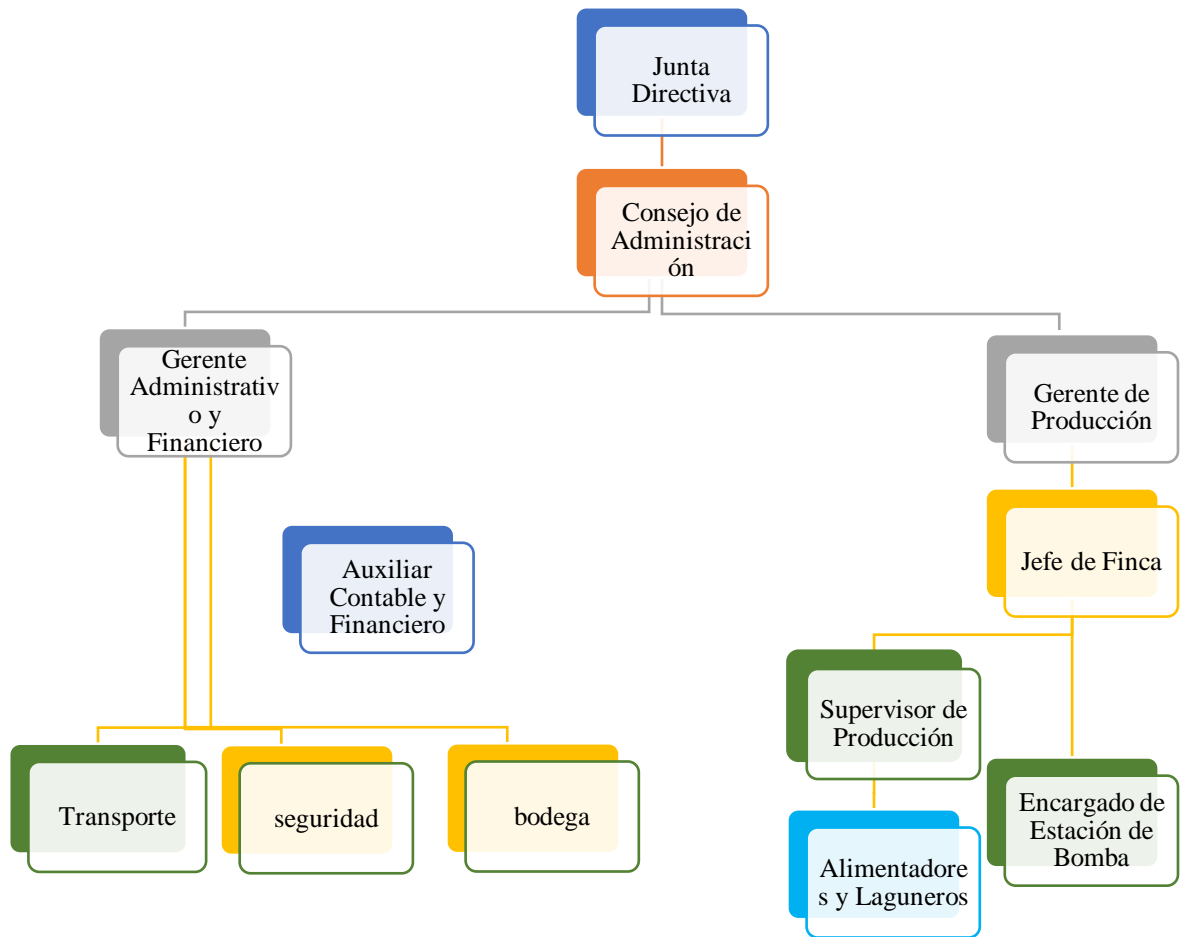 Junta
Directiva
Consejo de
Administraci
ón
Gerente
Administrativ
o y
Financiero
Gerente de
Producción
Auxiliar
Contable y
Financiero
Jefe de Finca
Supervisor de
Producción
Transporte
seguridad
bodega
Encargado de
Estación de
Bomba
Alimentadore
s y Laguneros